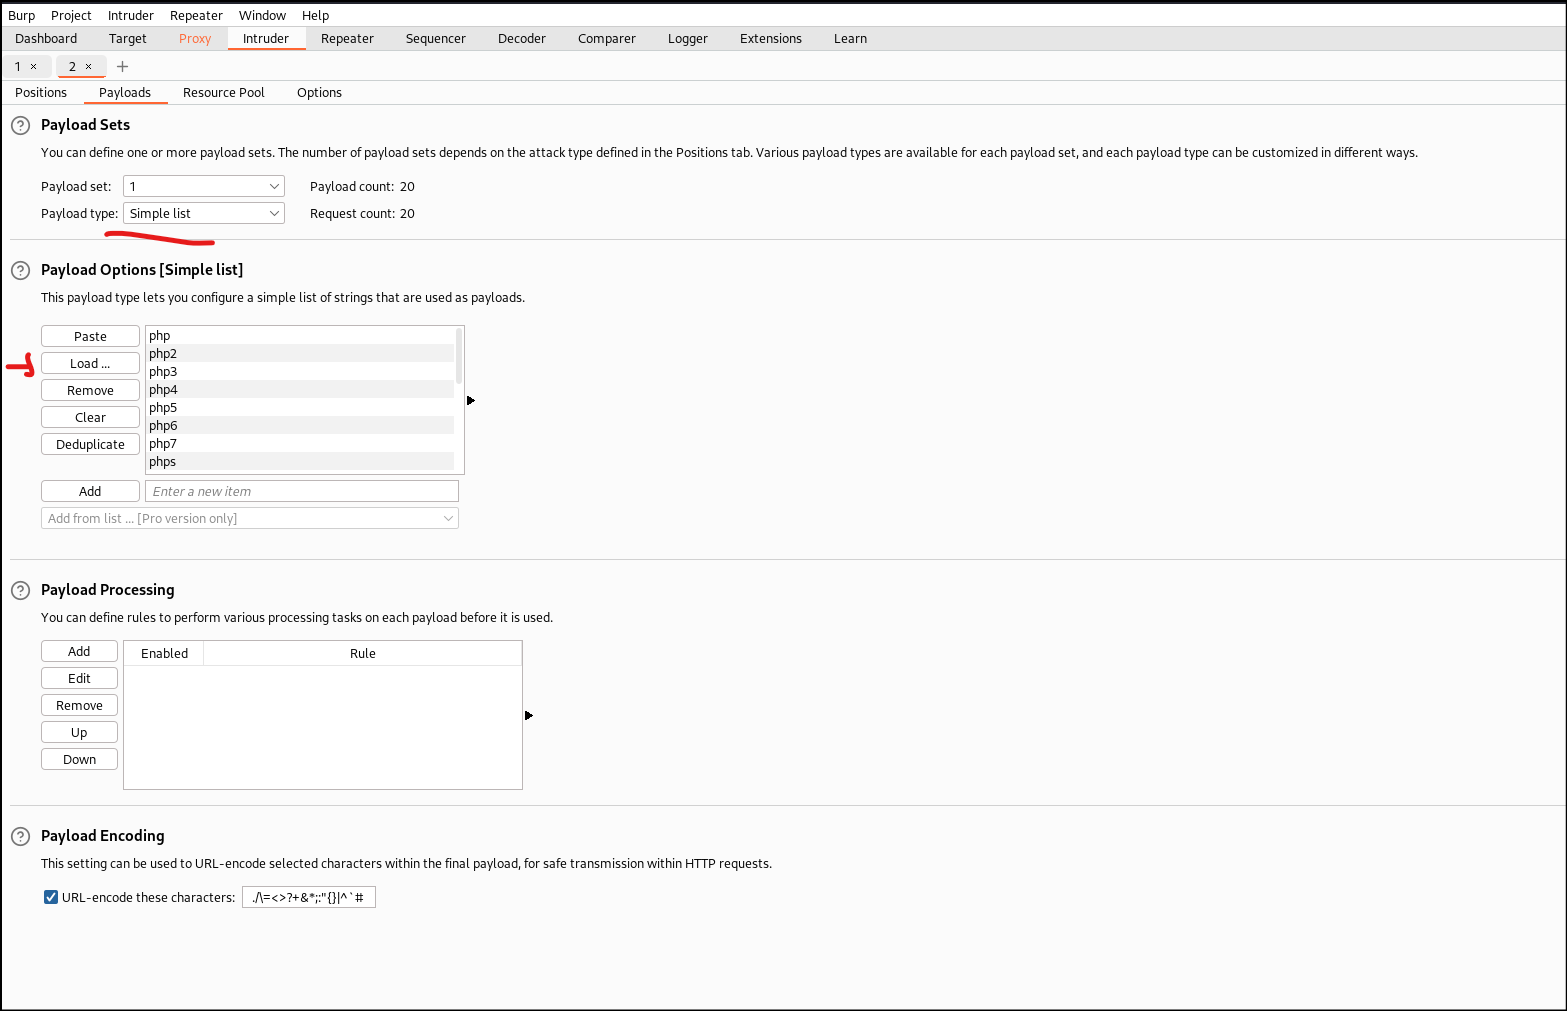 Burp Project Intruder Repeater Window Help
Dashboard Target Proxy Intruder Repeater Sequencer Decoder Comparer Logger Extensions Learn
1 × 2 × +
Positions Payloads Resource Pool Options
? Payload Sets
You can define one or more payload sets. The number of payload sets depends on the attack type defined in the Positions tab. Various payload types are available for each payload set, and each payload type can be customized in different ways.
Payload set: 1 Payload count: 20
Payload type: Simple list Request count: 20
? Payload Options [Simple list]
This payload type lets you configure a simple list of strings that are used as payloads.
Paste
Load ...
Remove
Clear
Deduplicate
php
php2
php3
php4
php5
php6
php7
phps
Add Enter a new item
Add from list ... [Pro version only]
? Payload Processing
You can define rules to perform various processing tasks on each payload before it is used.
Add
Edit
Remove
Up
Down
Enabled Rule
? Payload Encoding
This setting can be used to URL-encode selected characters within the final payload, for safe transmission within HTTP requests.
URL-encode these characters: ./\=<>?+&*;:"{}|^`#